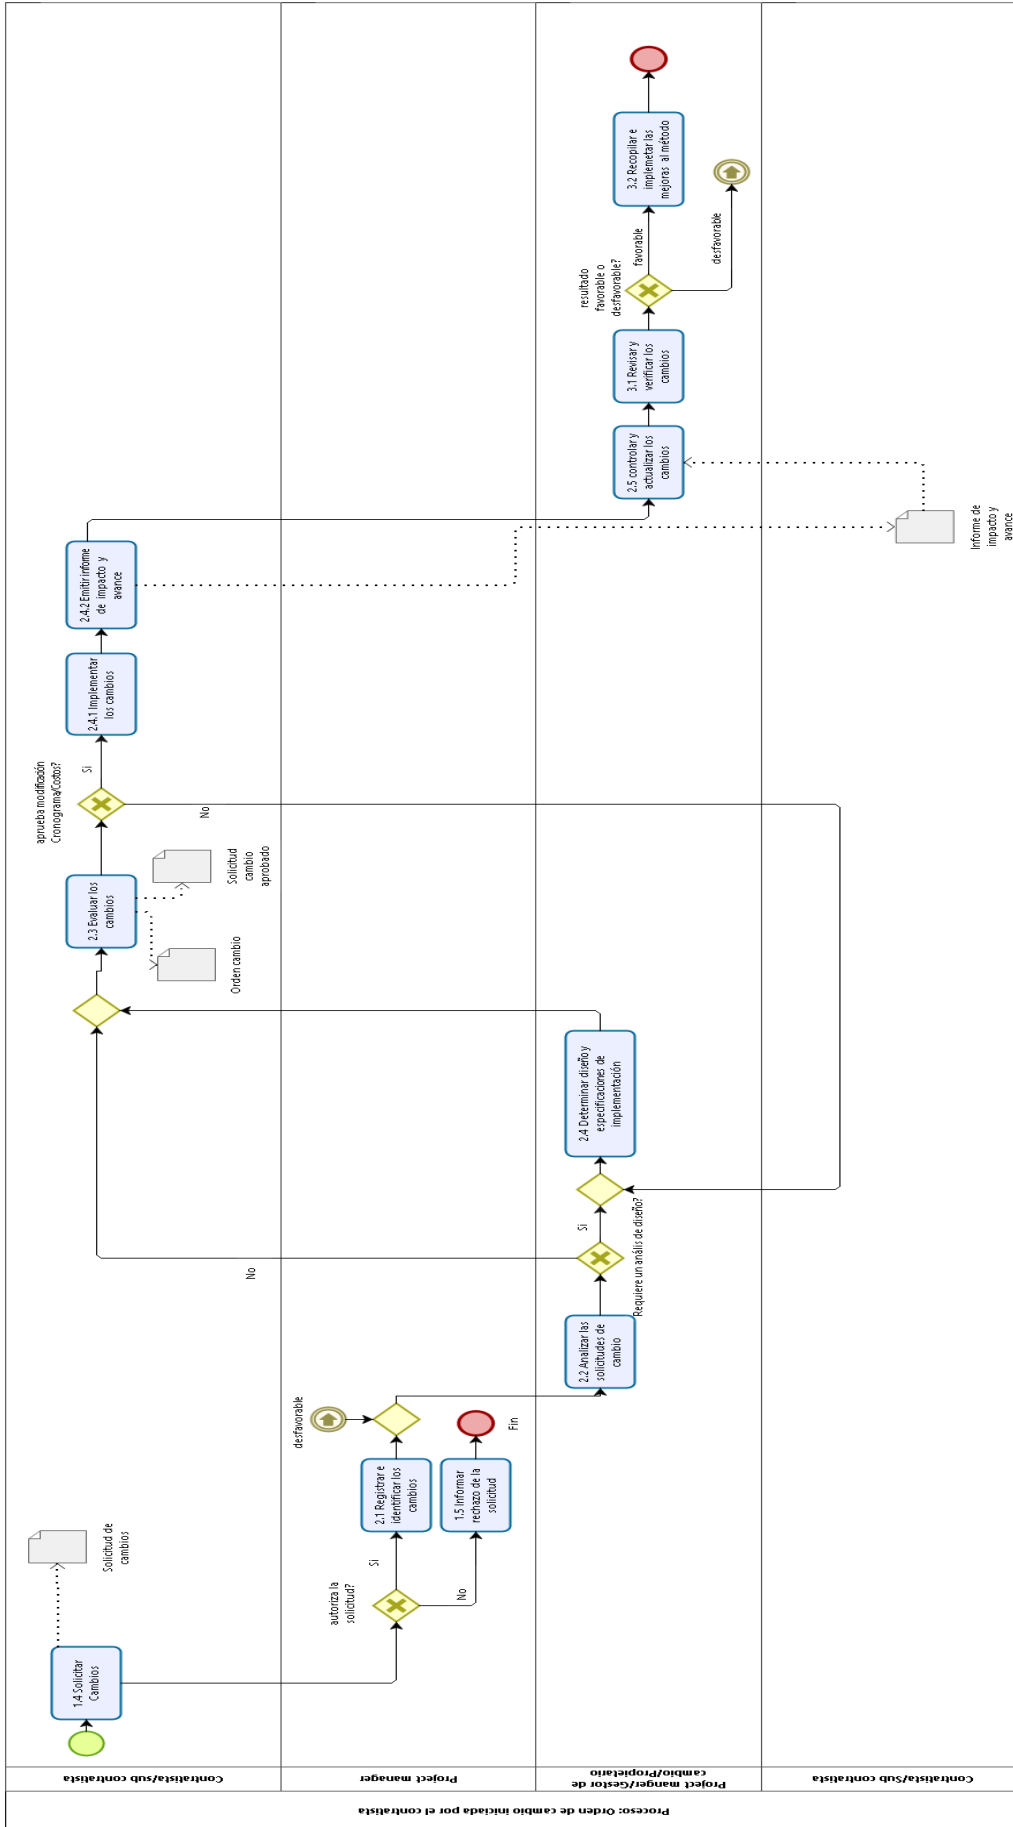 Proceso: Orden de cambio iniciada por el contratista
Contratista/sub contratista
Project manager
Project manger/Gestor de
cambio/Propietario
Contratista/Sub contratista
1.4 Solicitar
Cambios
Solicitud de
cambios
autoriza la
solicitud?
Si
No
2.1 Registrar e
identificar los
cambios
1.5 Informar
rechazo de la
solicitud
desfavorable
Fin
2.2 Analizar las
solicitudes de
cambio
Requiere un anális de diseño?
Si
No
2.4 Determinar diseño y
especificaciones de
implementación
2.3 Evaluar los
cambios
Orden cambio
Solicitud
cambio
aprobado
aprueba modificación
Cronograma/Costos?
Si
No
2.4.1 Implementar
los cambios
2.4.2 Emitir informe
de impacto y
avance
Informe de
impacto y
avance
2.5 controlar y
actualizar los
cambios
3.1 Revisar y
verificar los
cambios
resultado
favorable o
desfavorable?
favorable
desfavorable
3.2 Recopilar e
implemetar las
mejoras al método